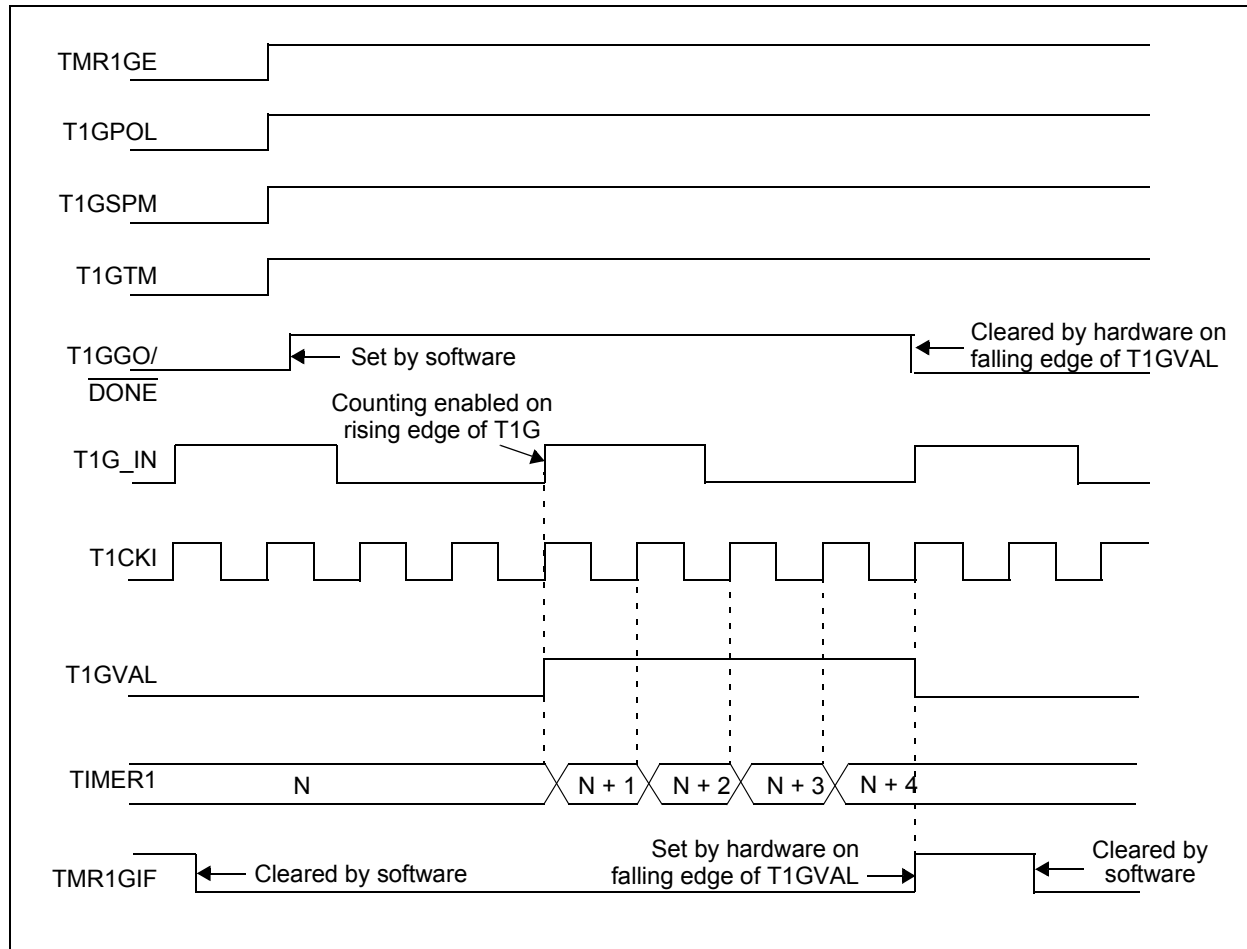 TMR1GE
T1GPOL
T1GSPM
T1GTM
T1GGO/
DONE
Set by software
Cleared by hardware on
falling edge of T1GVAL
Counting enabled on
rising edge of T1G
T1G_IN
T1CKI
T1GVAL
TIMER1
N
N + 1
N + 2
N + 3
N + 4
TMR1GIF
Cleared by software
Set by hardware on
falling edge of T1GVAL
Cleared by
software